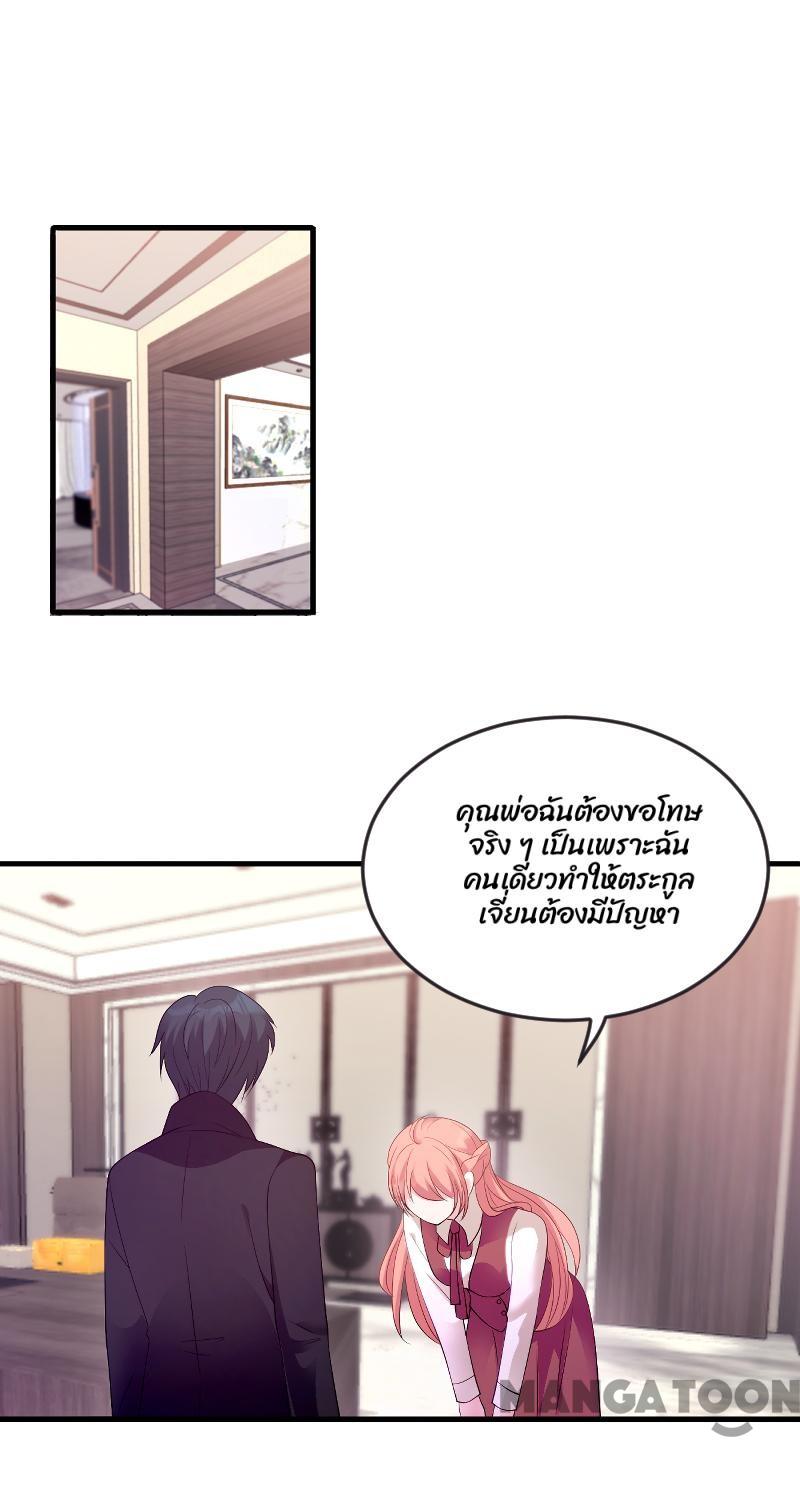 คุณพ่อฉันต้องขอโทษ
จริง ๆ เป็นเพราะฉัน
คนเดียวทำให้ตระกูล
เจี่ยนต้องมีปัญหา
MANGATOON